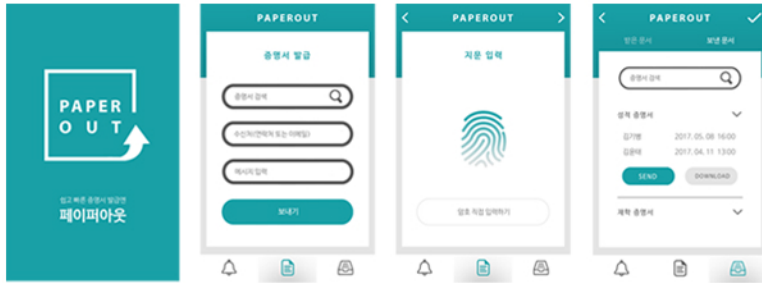 PAPER
OUT
쉽고 빠른 증명서 발급앱
페이퍼아웃
PAPEROUT
증명서 발급
증명서 검색
수신처(연락처 또는 이메일)
메시지 입력
보내기
PAPEROUT
지문 입력
암호 직접 입력하기
PAPEROUT
받은 문서
보낸 문서
증명서 검색
성적 증명서
김기병 2017. 05. 08 16:00
김윤태 2017. 04. 11 13:00
SEND
DOWNLOAD
재학 증명서